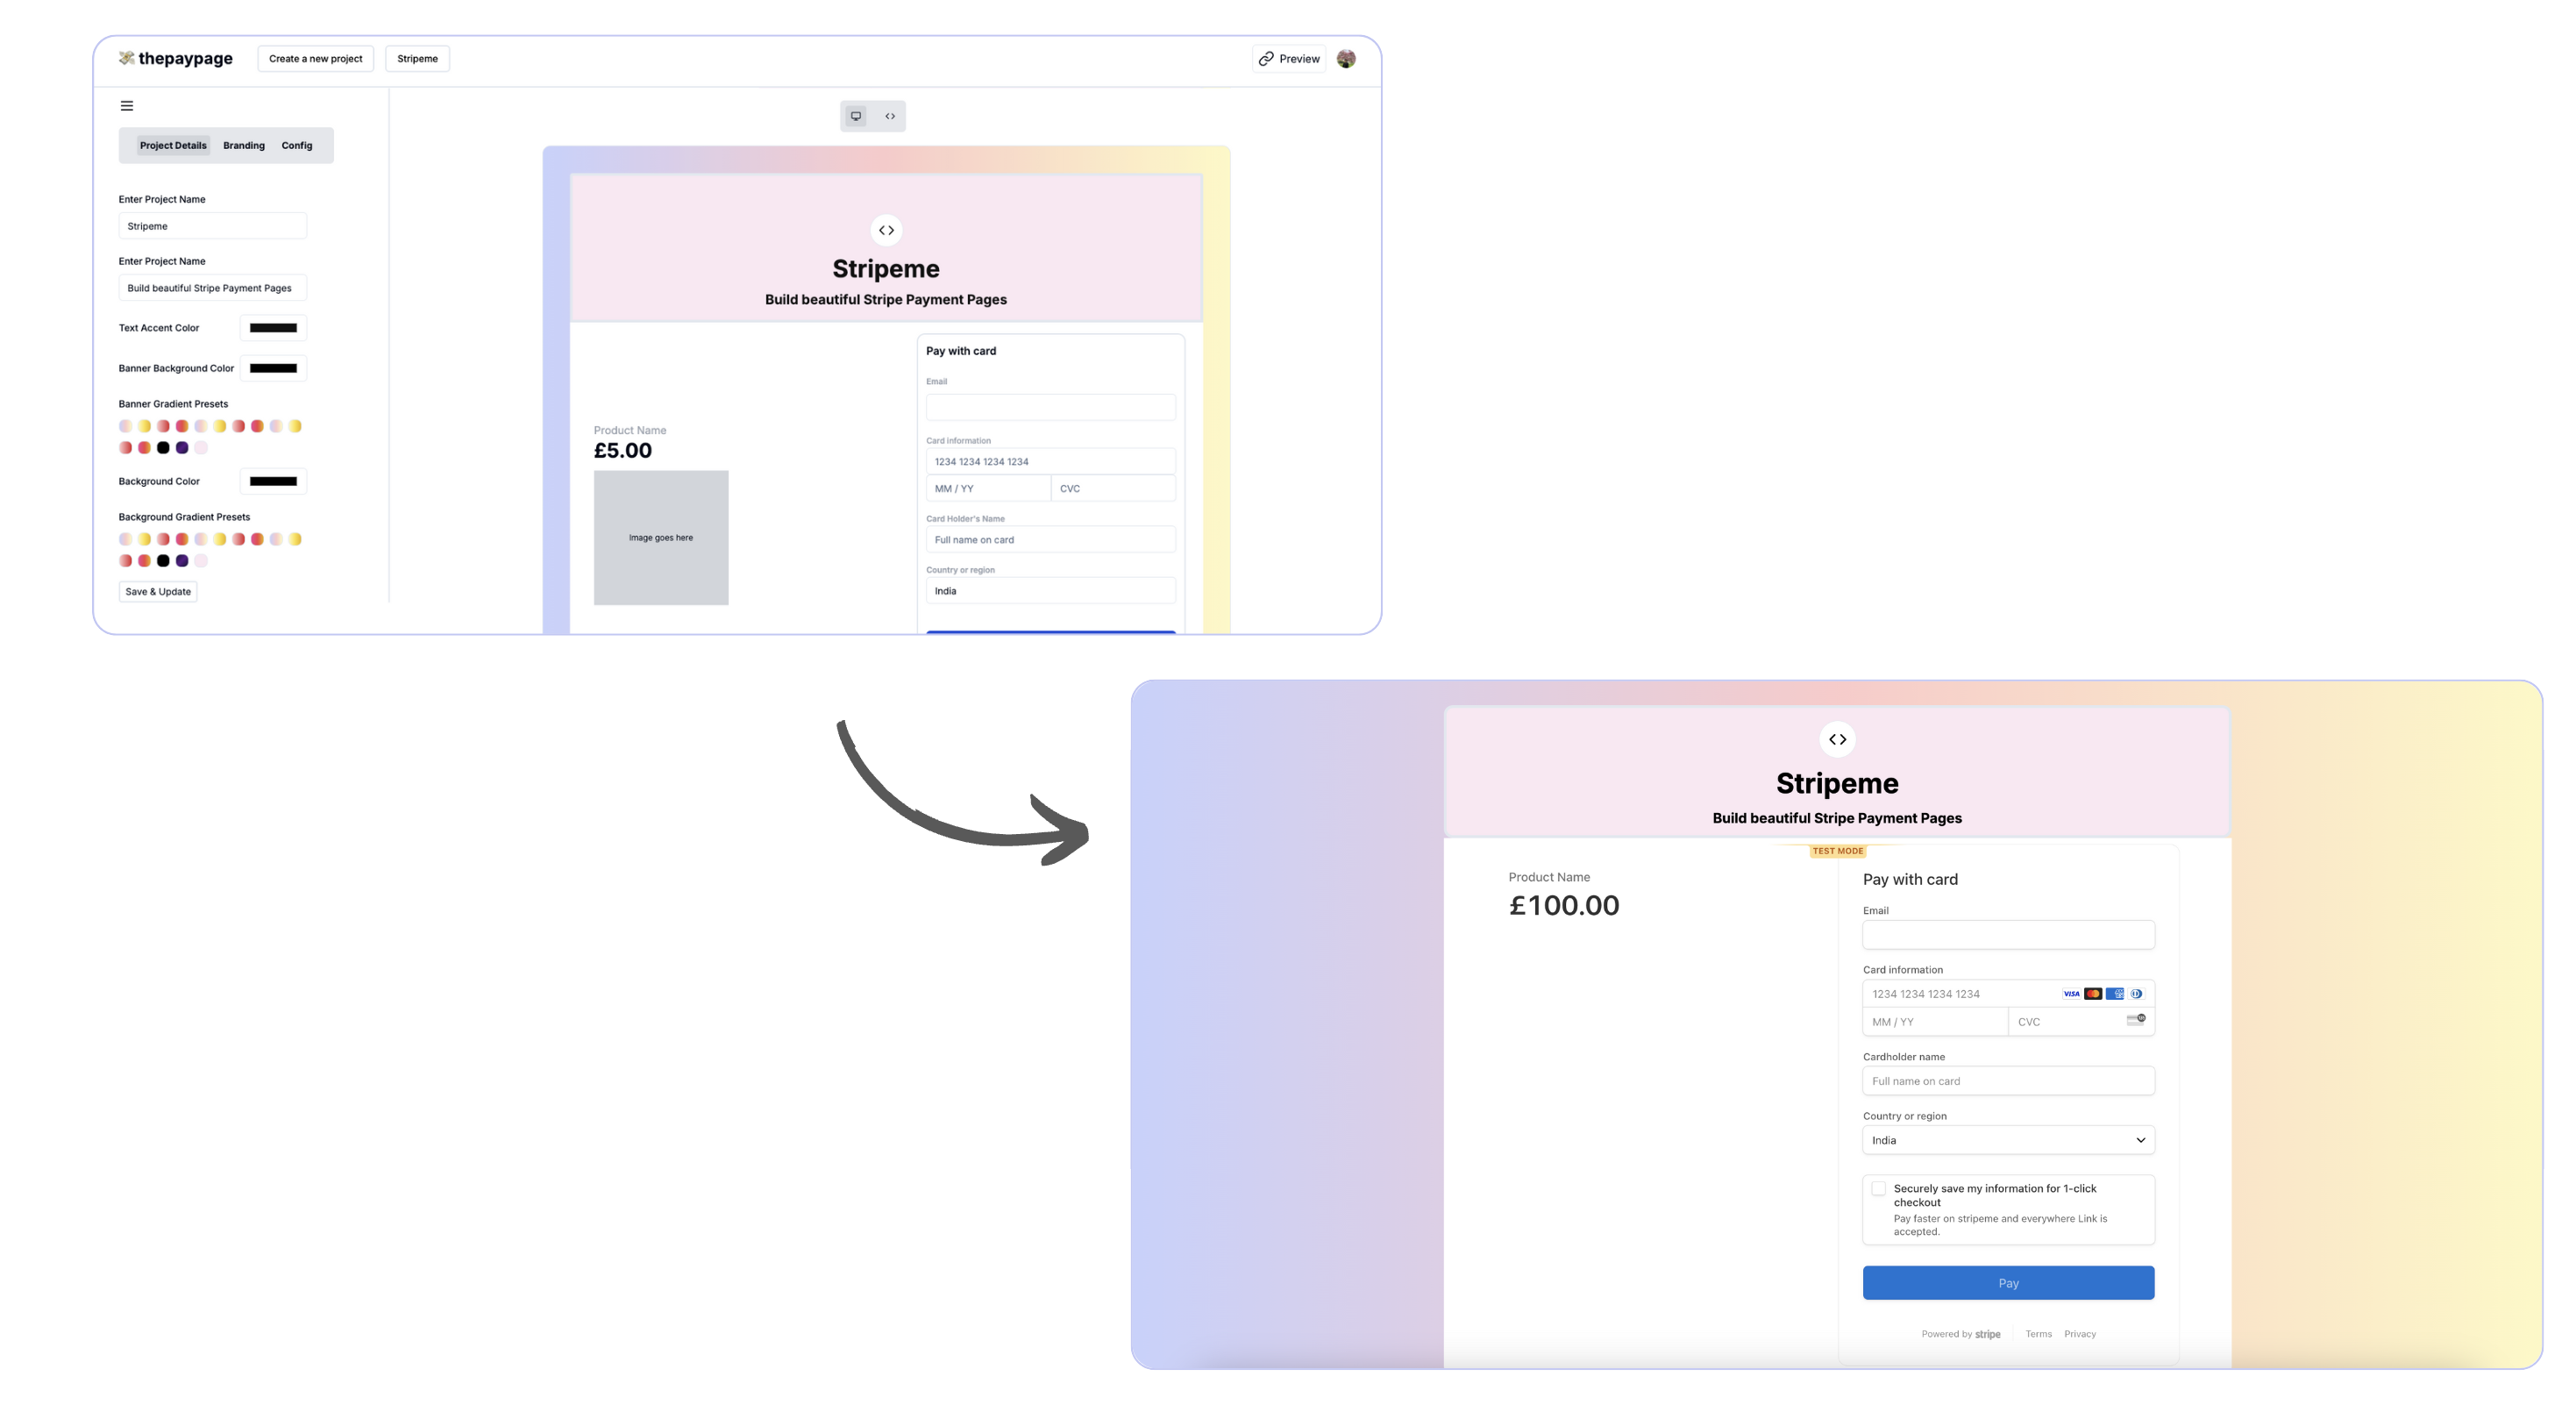 thepaypage
Create a new project
Stripeme
Preview
Project Details
Branding
Config
Enter Project Name
Stripeme
Enter Project Name
Build beautiful Stripe Payment Pages
Text Accent Color
Banner Background Color
Banner Gradient Presets
Background Color
Background Gradient Presets
Save & Update
Stripeme
Build beautiful Stripe Payment Pages
Product Name
£5.00
Image goes here
Pay with card
Email
Card information
1234 1234 1234 1234
MM / YY
CVC
Card Holder's Name
Full name on card
Country or region
India
Stripeme
Build beautiful Stripe Payment Pages
TEST MODE
Product Name
£100.00
Pay with card
Email
Card information
1234 1234 1234 1234
VISA
MM / YY
CVC
Cardholder name
Full name on card
Country or region
India
Securely save my information for 1-click
checkout
Pay faster on stripeme and everywhere Link is
accepted.
Pay
Powered by stripe
Terms
Privacy